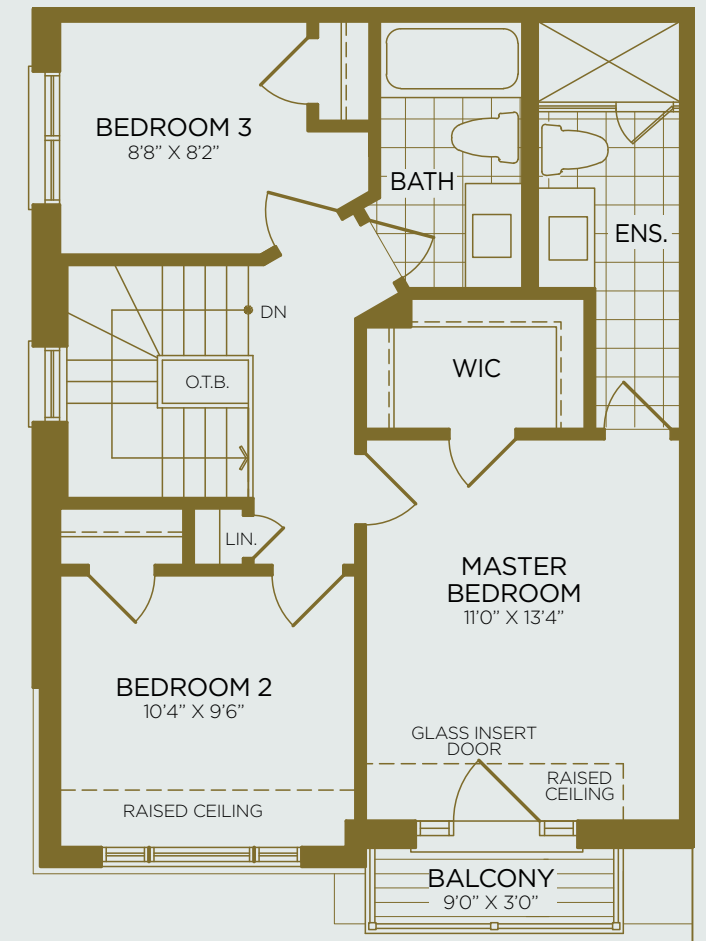 BEDROOM 3
8'8" X 8'2"
BATH
ENS.
DN
O.T.B.
WIC
LIN.
MASTER
BEDROOM
11'0" X 13'4"
BEDROOM 2
10'4" X 9'6"
GLASS INSERT
DOOR
RAISED
CEILING
RAISED CEILING
BALCONY
9'0" X 3'0"